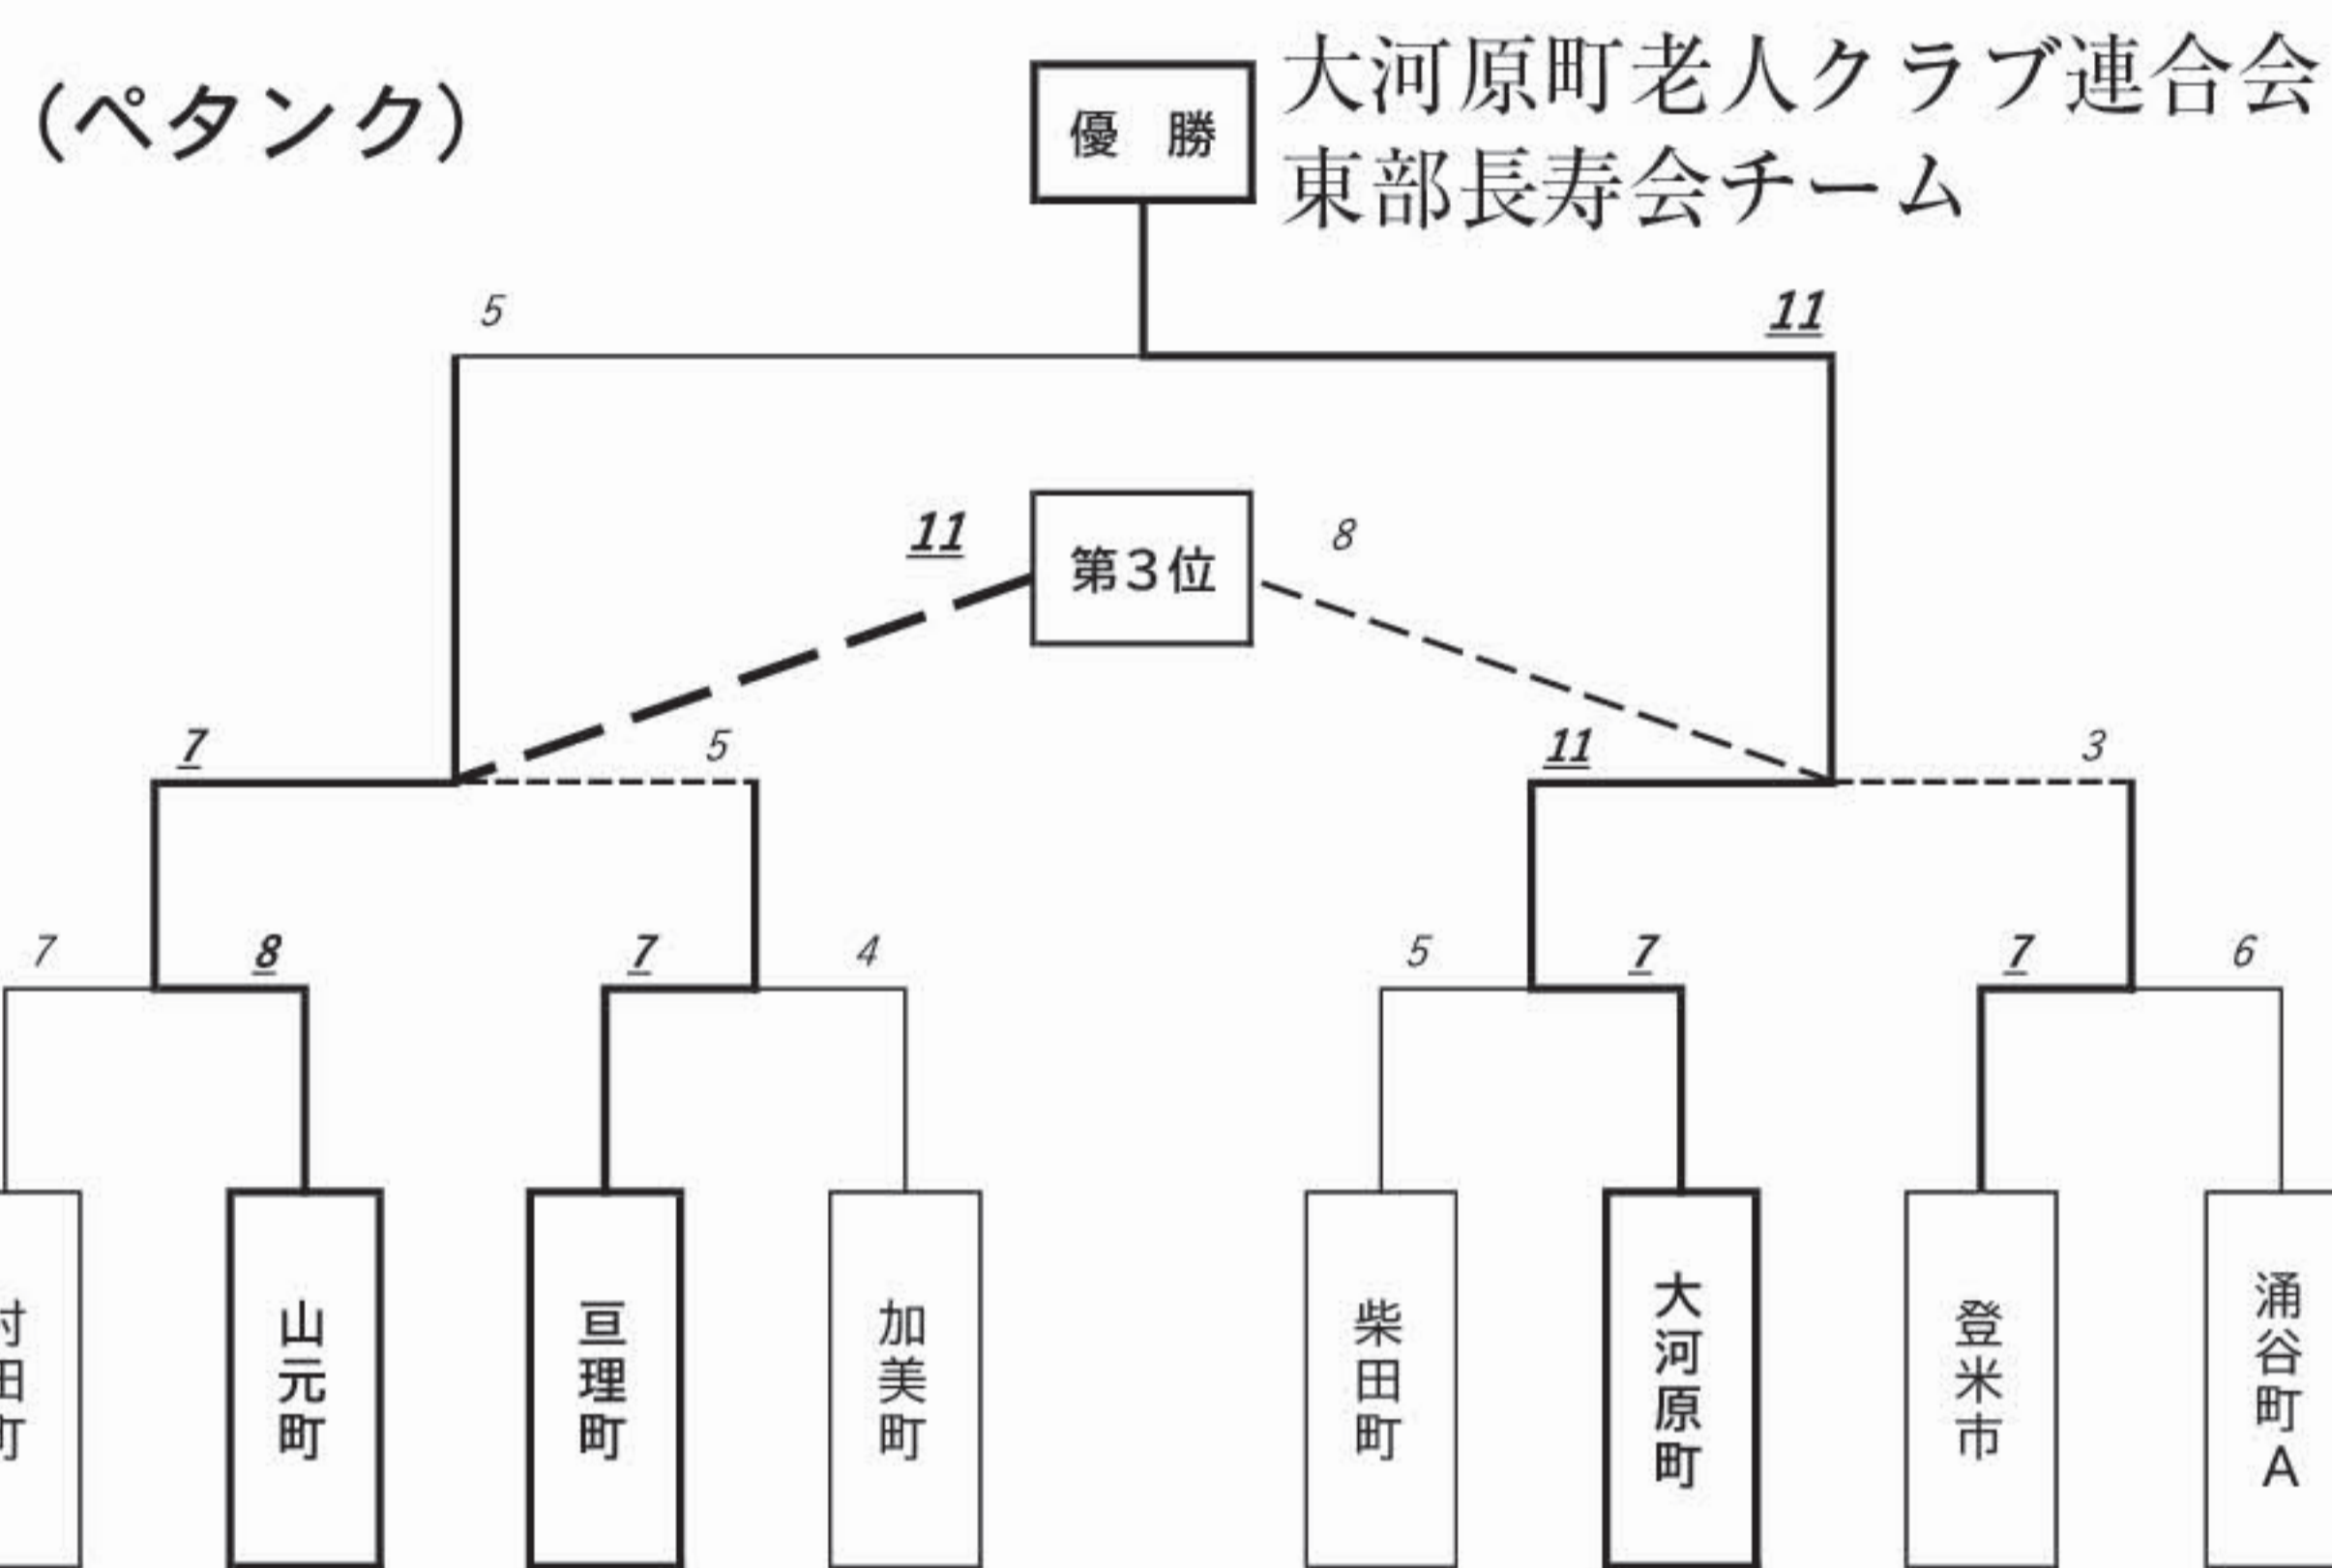 （ペタンク）
優　勝
大河原町老人クラブ連合会
東部長寿会チーム
5
11
11
第3位
8
7
5
11
3
7
8
7
4
5
7
7
6
村田町
山元町
亘理町
加美町
柴田町
大河原町
登米市
涌谷町A